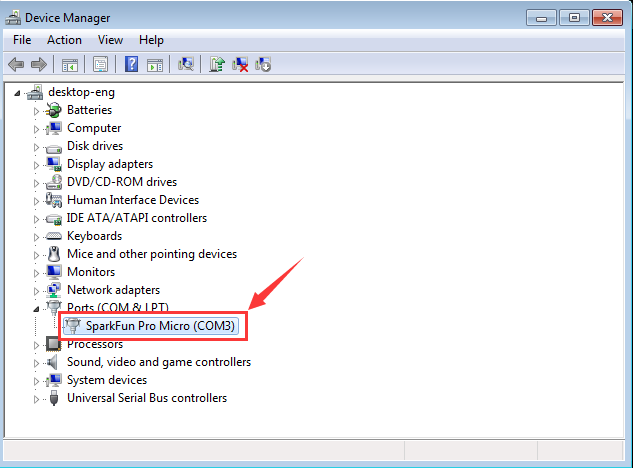 Device Manager
File Action View Help
desktop-eng
Batteries
Computer
Disk drives
Display adapters
DVD/CD-ROM drives
Human Interface Devices
IDE ATA/ATAPI controllers
Keyboards
Mice and other pointing devices
Monitors
Network adapters
Ports (COM & LPT)
SparkFun Pro Micro (COM3)
Processors
Sound, video and game controllers
System devices
Universal Serial Bus controllers